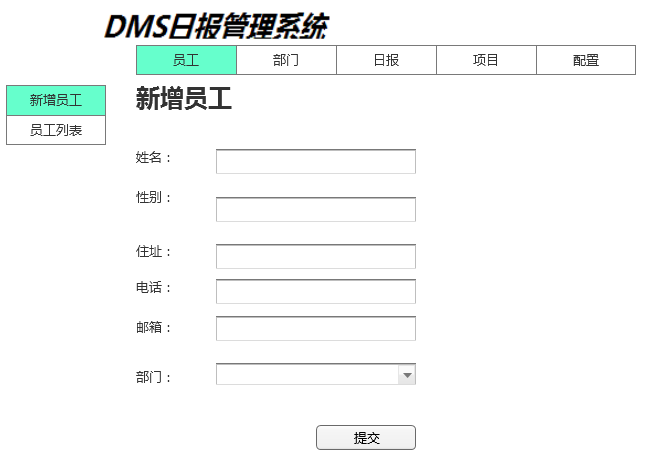 DMS日报管理系统
员工 部门 日报 项目 配置
新增员工
员工列表
新增员工
姓名：
性别：
住址：
电话：
邮箱：
部门：
提交